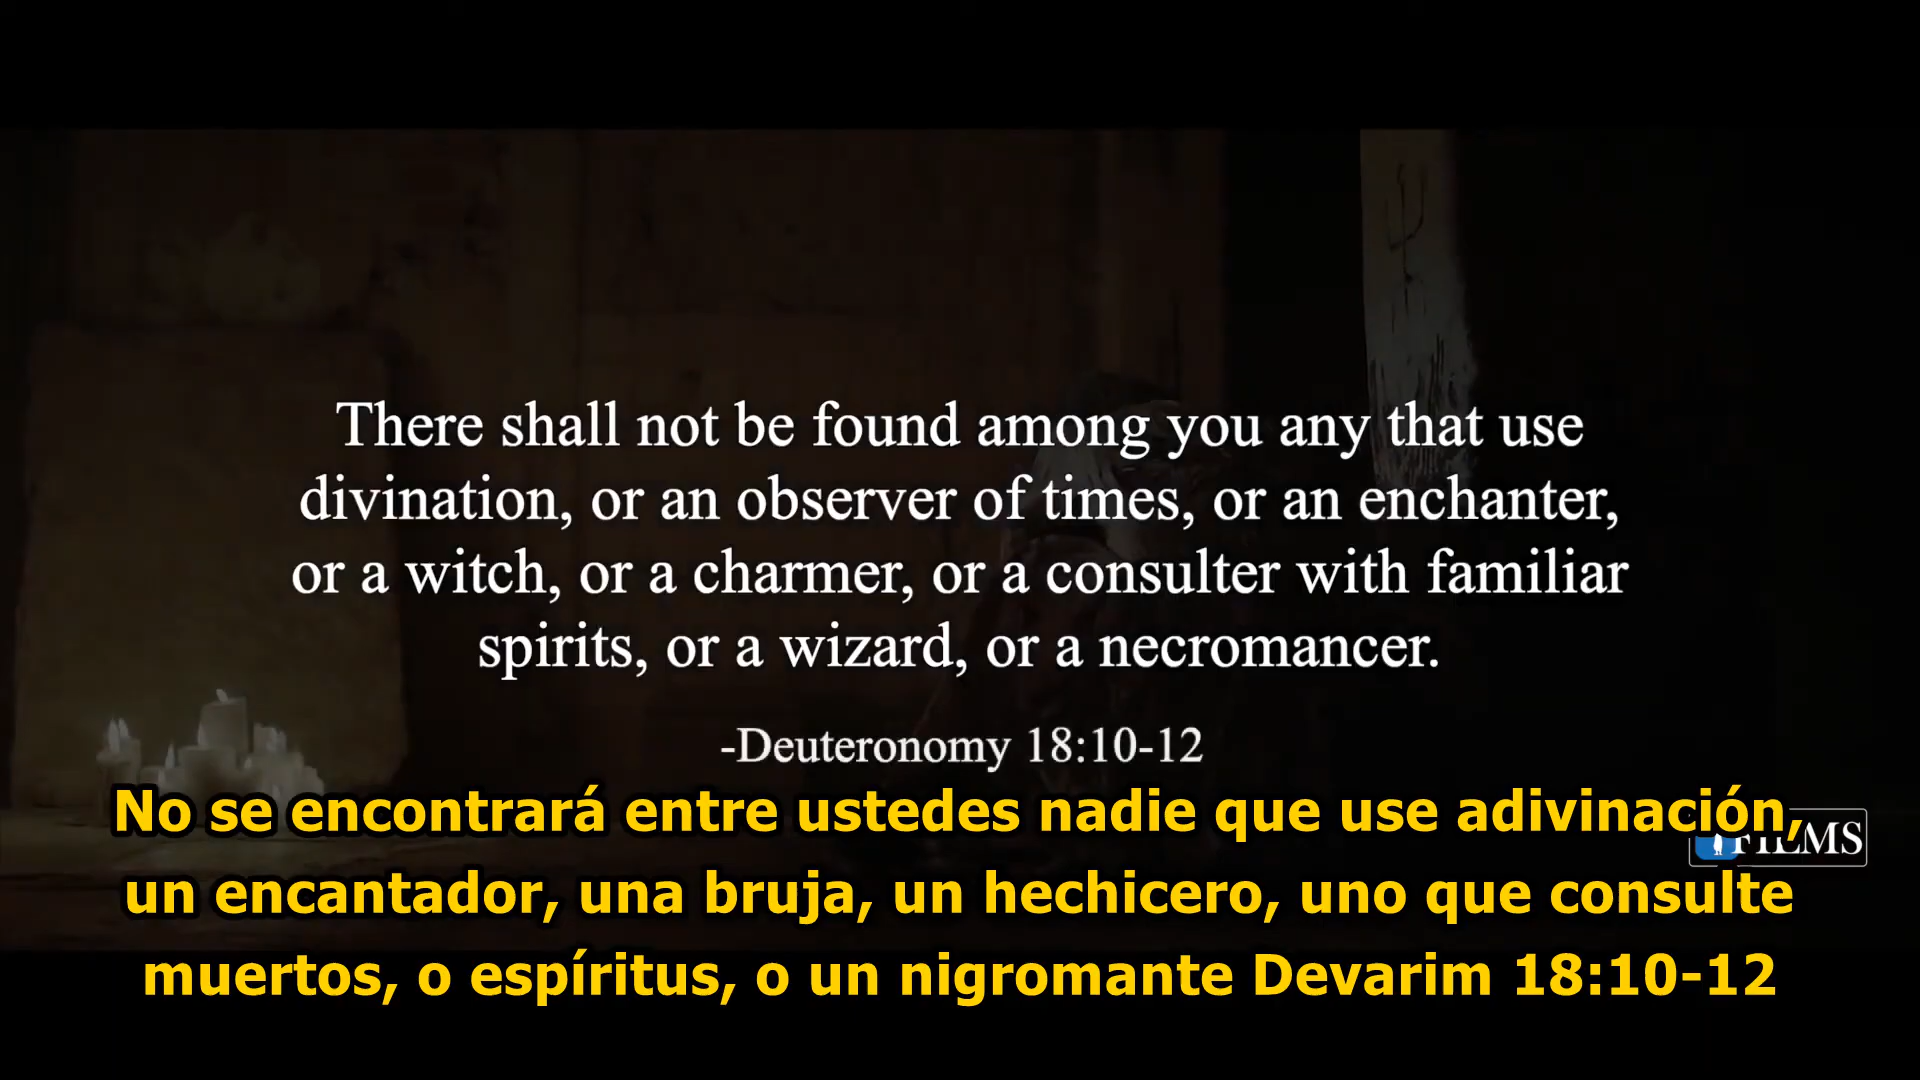 There shall not be found among you any that use
divination, or an observer of times, or an enchanter,
or a witch, or a charmer, or a consulter with familiar
spirits, or a wizard, or a necromancer.
-Deuteronomy 18:10-12
No se encontrará entre ustedes nadie que use adivinación,
FILMS
un encantador, una bruja, un hechicero, uno que consulte
muertos, o espíritus, o un nigromante Devarim 18:10-12